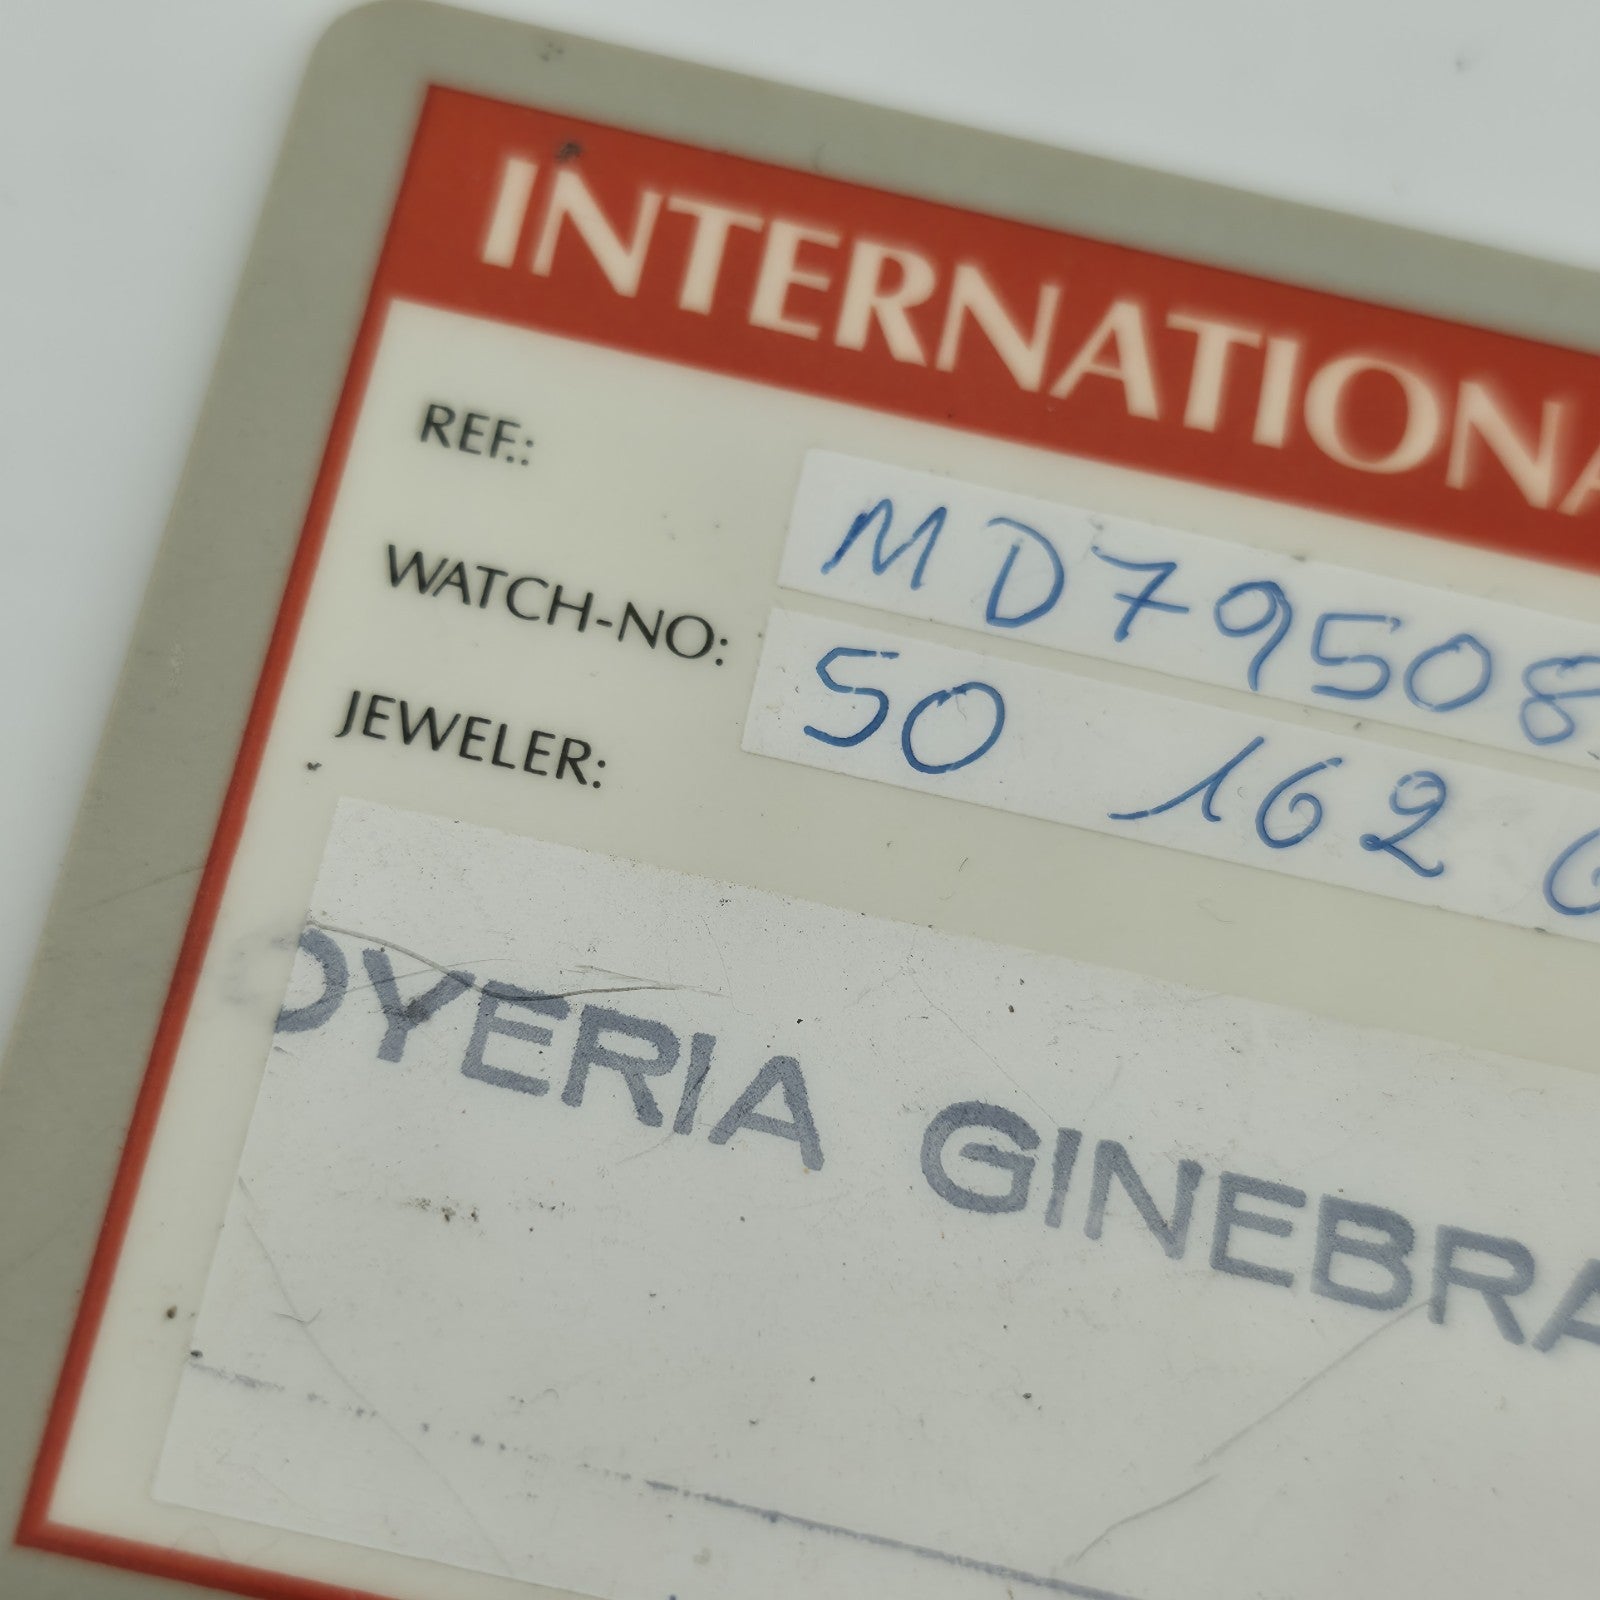 INTERNATIONA
REF.: MD79508
WATCH-NO: 50 162
JEWELER:
OYERIA GINEBRA